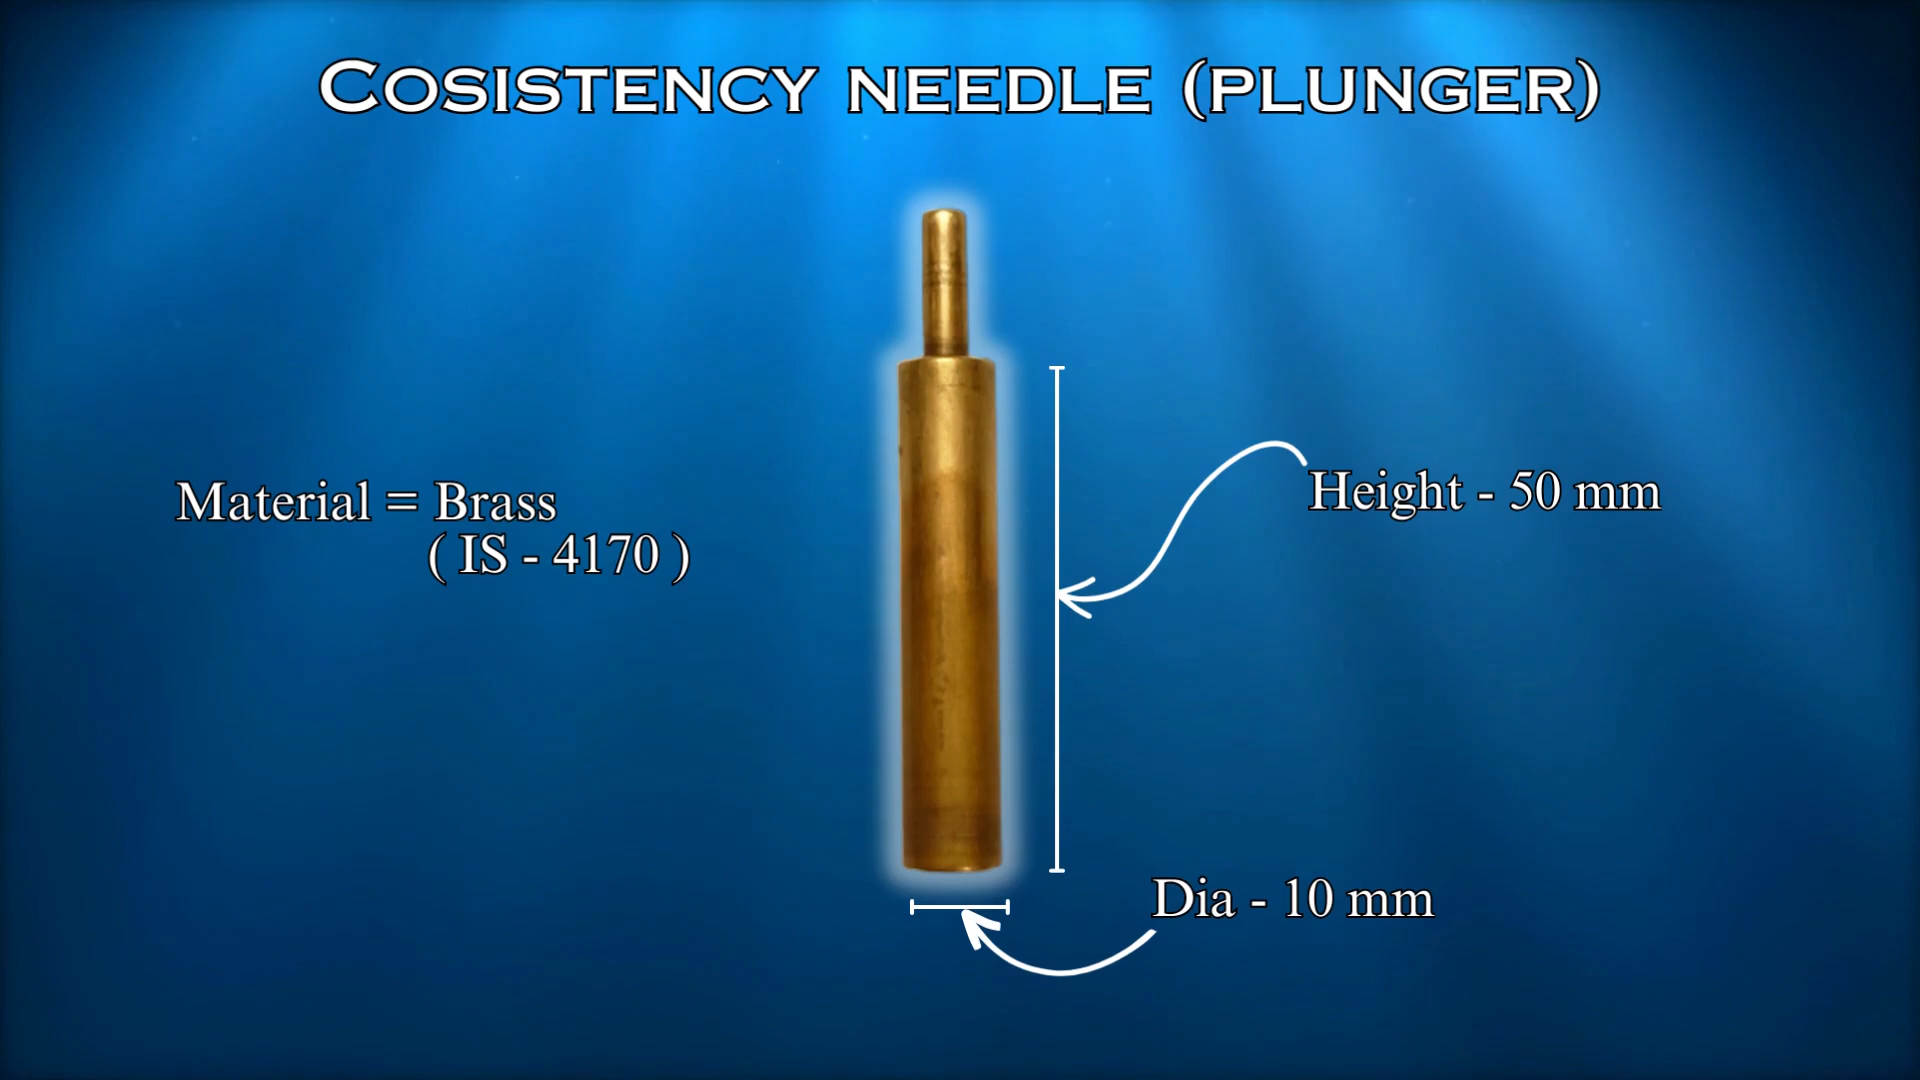 Cosistency needle (plunger)
Material = Brass
( IS - 4170 )
Height - 50 mm
Dia - 10 mm